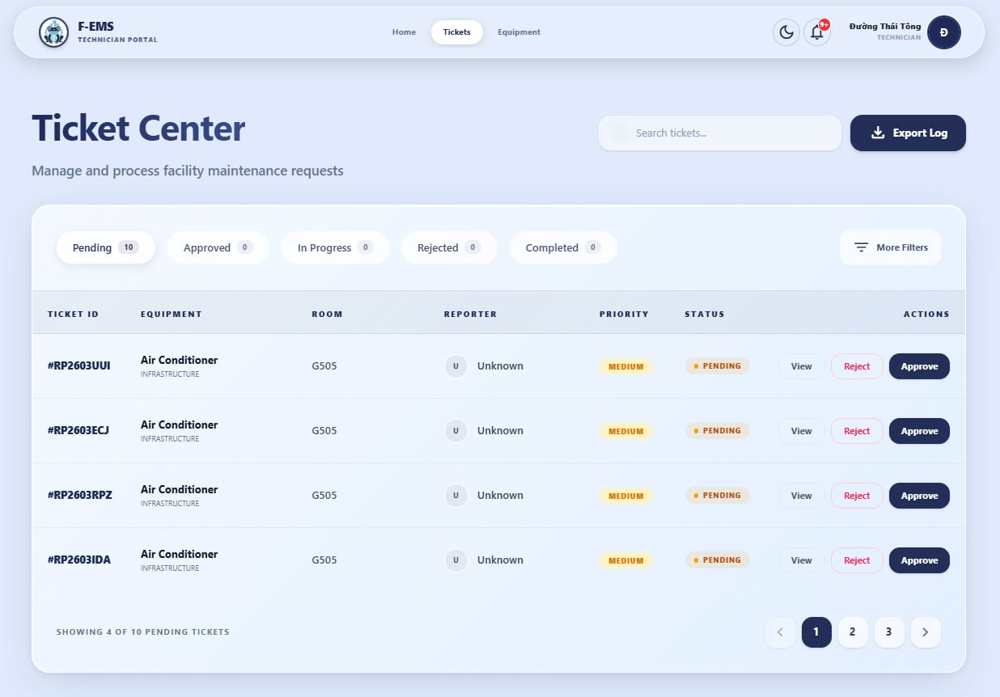 F-EMS
TECHNICIAN PORTAL
Home Tickets Equipment
9+
Đường Thái Tông
TECHNICIAN
Đ
Ticket Center
Manage and process facility maintenance requests
Search tickets...
Export Log
Pending 10 Approved 0 In Progress 0 Rejected 0 Completed 0 More Filters
TICKET ID EQUIPMENT ROOM REPORTER PRIORITY STATUS ACTIONS
#RP2603UUI Air Conditioner G505 U Unknown MEDIUM PENDING View Reject Approve
INFRASTRUCTURE
#RP2603ECJ Air Conditioner G505 U Unknown MEDIUM PENDING View Reject Approve
INFRASTRUCTURE
#RP2603RPZ Air Conditioner G505 U Unknown MEDIUM PENDING View Reject Approve
INFRASTRUCTURE
#RP2603IDA Air Conditioner G505 U Unknown MEDIUM PENDING View Reject Approve
INFRASTRUCTURE
SHOWING 4 OF 10 PENDING TICKETS 1 2 3